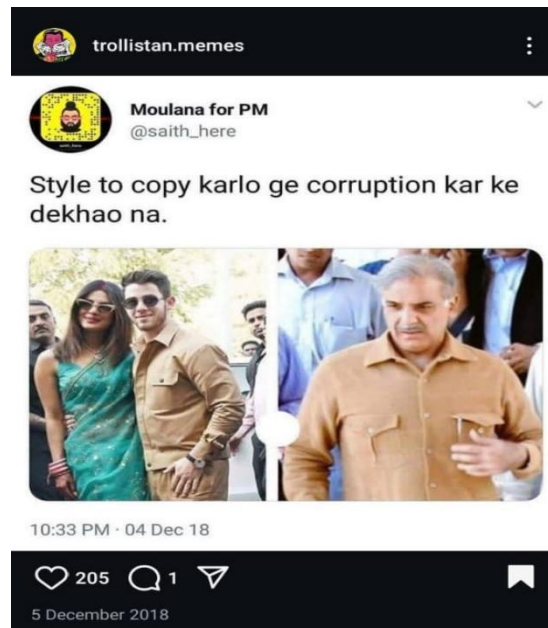 trollistan.memes
Moulana for PM
@saith_here
Style to copy karlo ge corruption kar ke
dekhao na.
10:33 PM · 04 Dec 18
205 1
5 December 2018